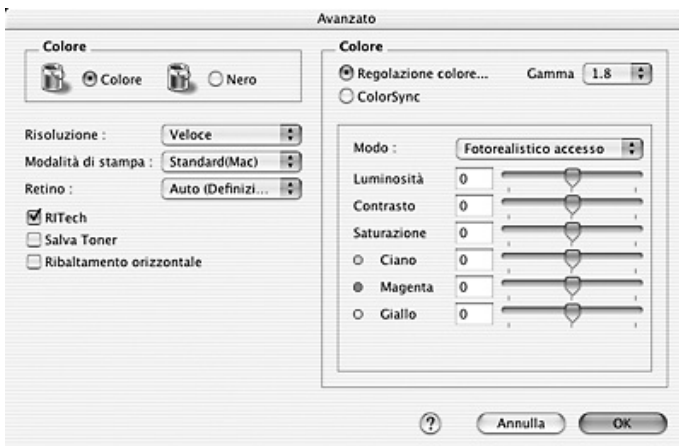 Avanzato
Colore
Colore
Nero
Risoluzione : Veloce
Modalità di stampa : Standard(Mac)
Retino : Auto (Definizi...
RITech
Salva Toner
Ribaltamento orizzontale
Colore
Regolazione colore... Gamma 1.8
ColorSync
Modo : Fotorealistico accesso
Luminosità 0
Contrasto 0
Saturazione 0
Ciano 0
Magenta 0
Giallo 0
? Annulla OK